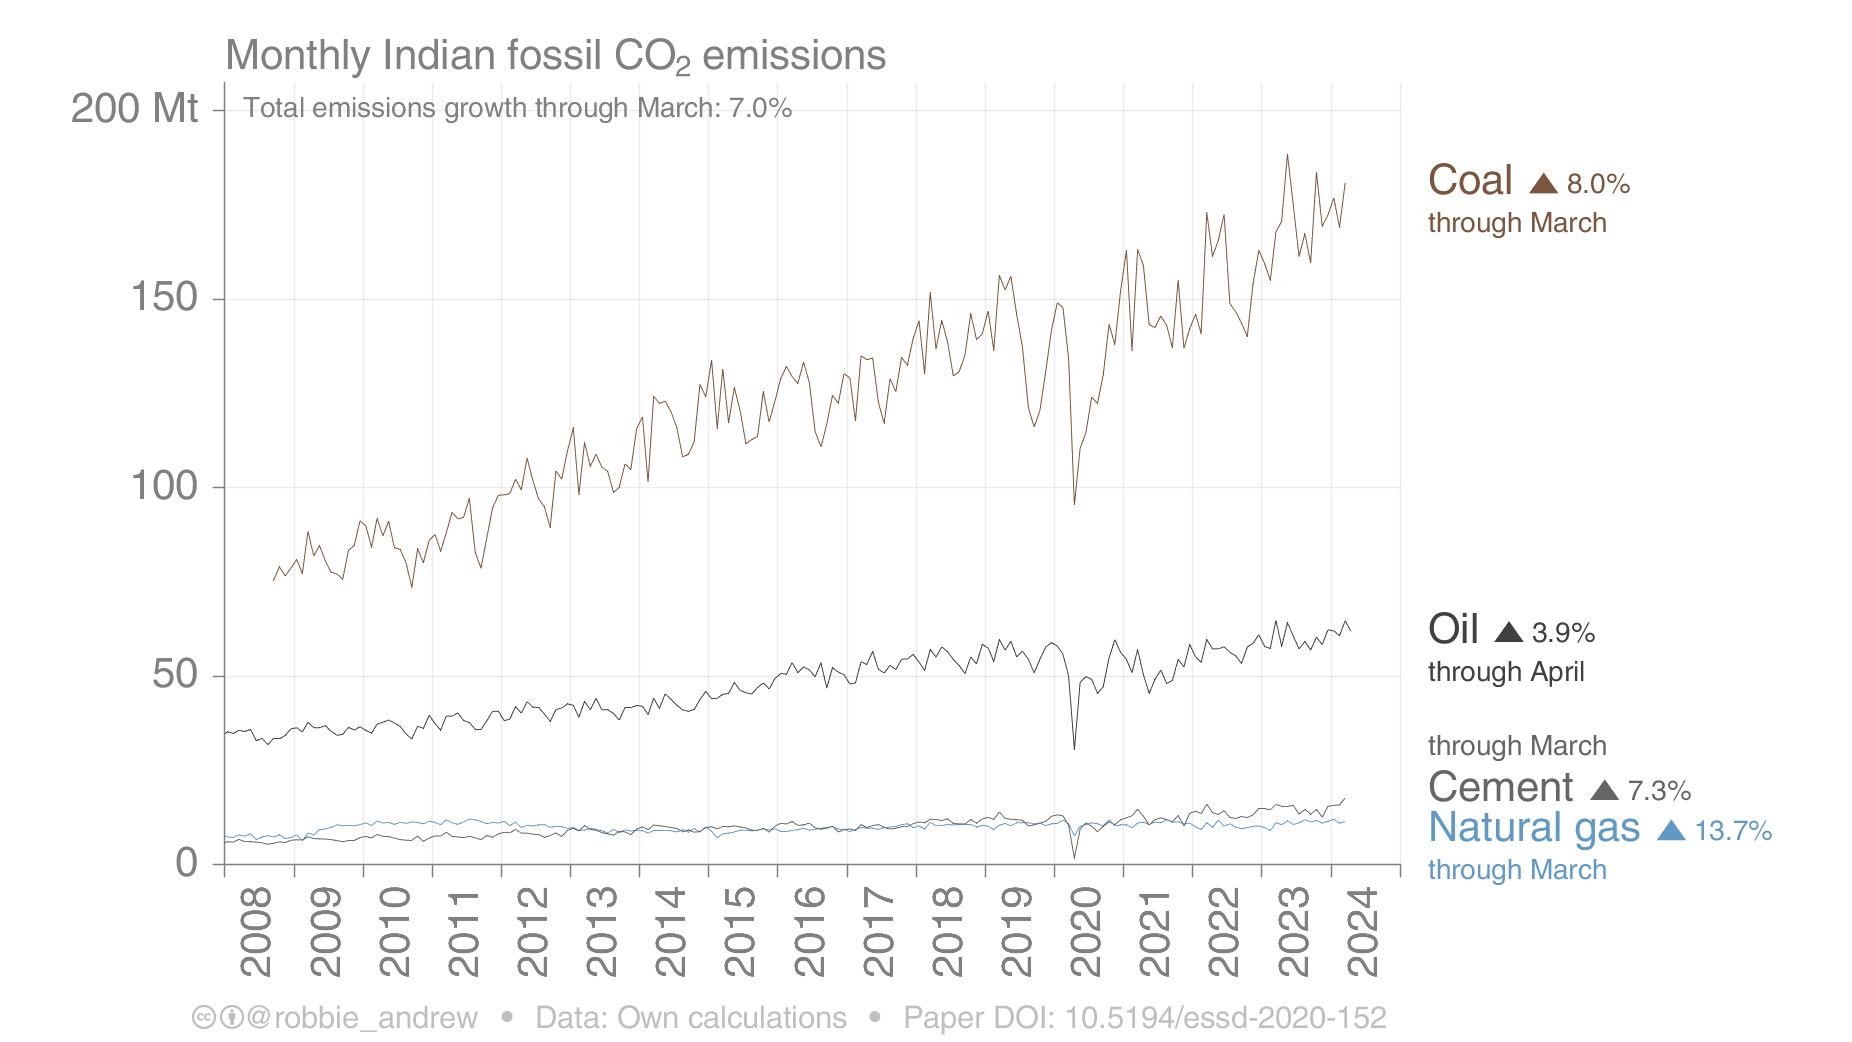 Monthly Indian fossil CO₂ emissions
Total emissions growth through March: 7.0%
200 Mt
150
100
50
0
Coal ▲ 8.0%
through March
Oil ▲ 3.9%
through April
through March
Cement ▲ 7.3%
Natural gas ▲ 13.7%
through March
2008 2009 2010 2011 2012 2013 2014 2015 2016 2017 2018 2019 2020 2021 2022 2023 2024
@robbie_andrew • Data: Own calculations • Paper DOI: 10.5194/essd-2020-152